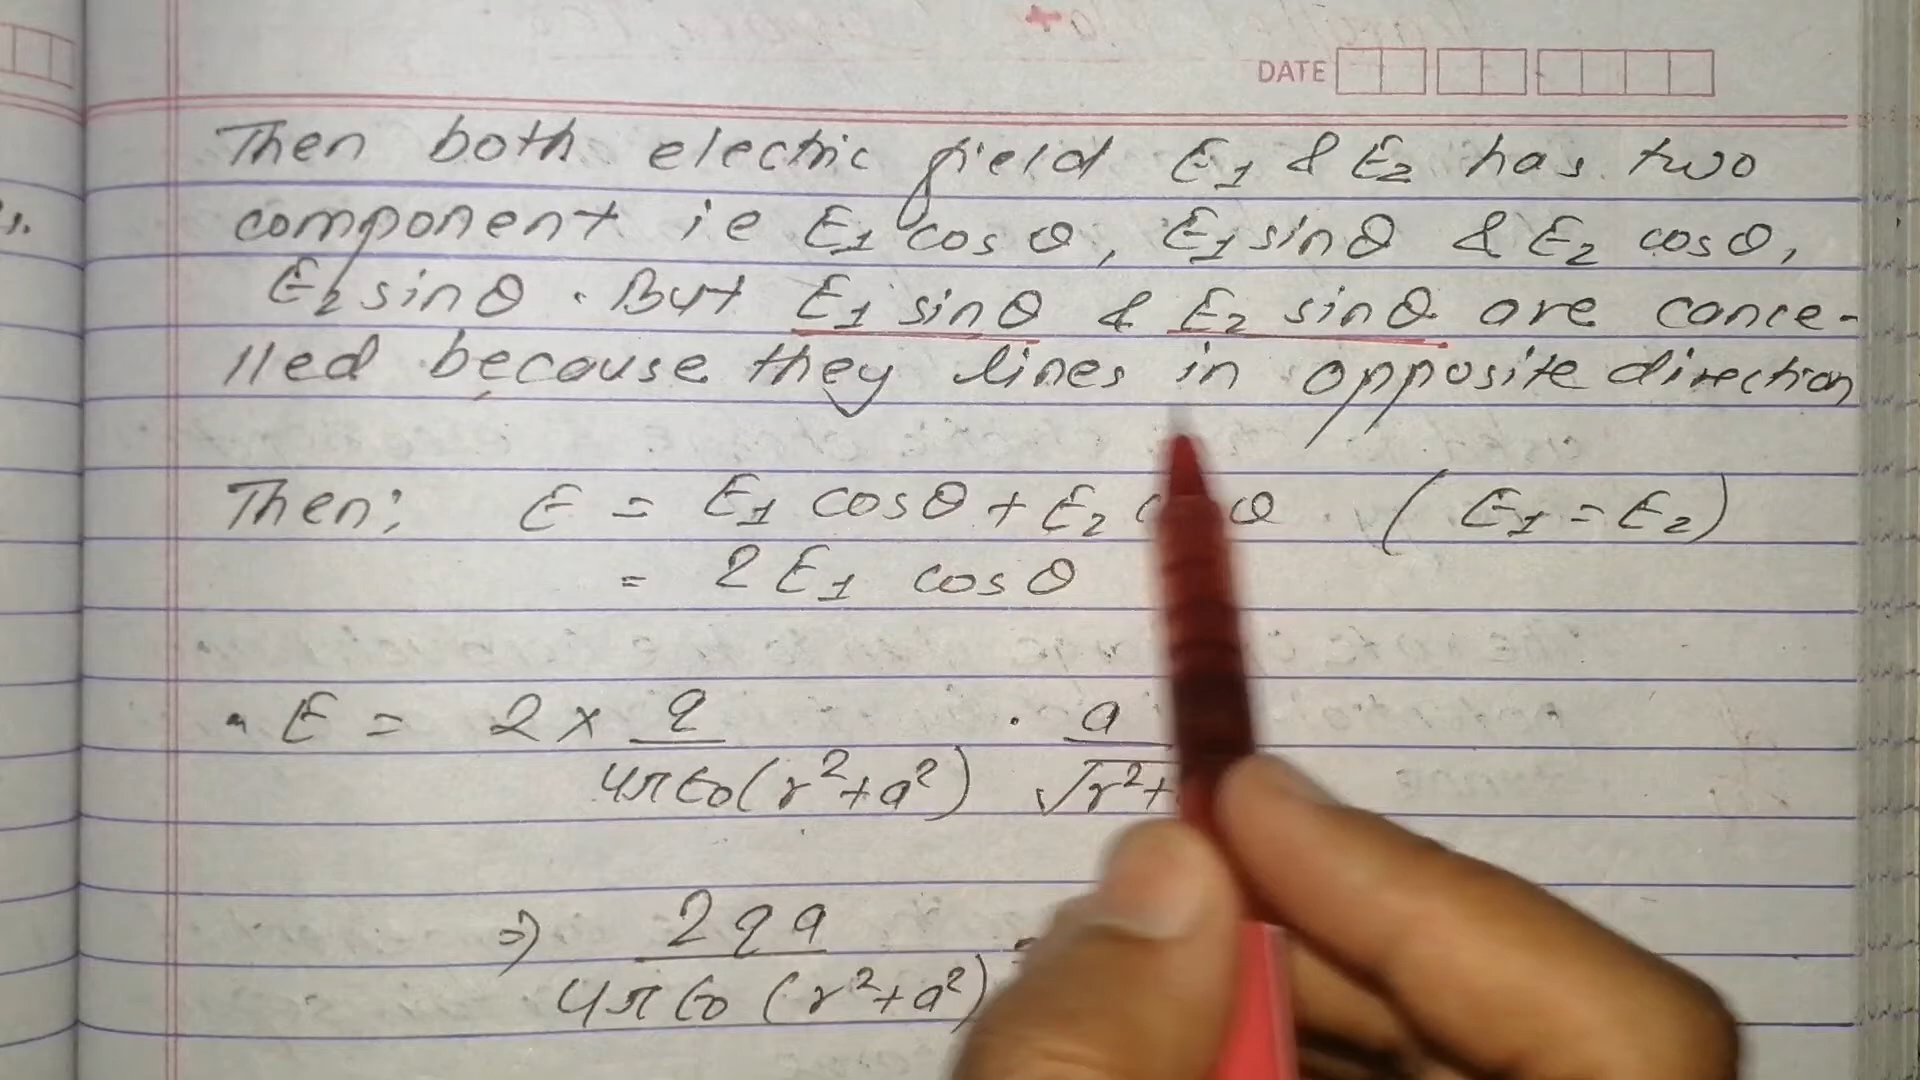 DATE
Then both electric field E₁ & E₂ has two
component ie E₁ cos θ, E₁ sin θ & E₂ cos θ,
E₂ sin θ. But E₁ sin θ & E₂ sin θ are cance-
lled because they lines in opposite direction
Then; E = E₁ cos θ + E₂ θ (E₁ = E₂)
= 2 E₁ cos θ
E = 2 × q/4πε₀(r²+a²) · a/√r²+
⇒ 2qa/4πε₀(r²+a²)